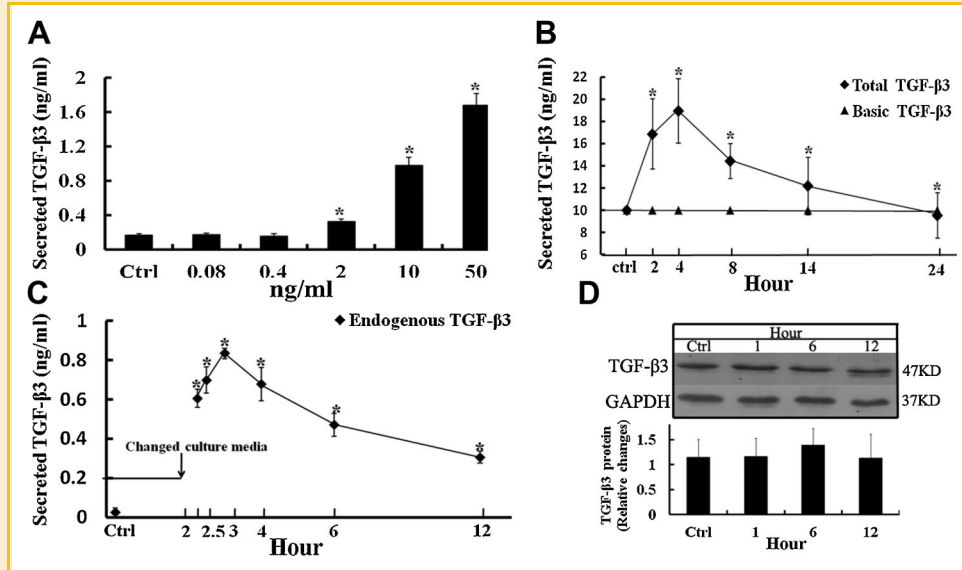 A
Secreted TGF-β3 (ng/ml)
2
1.6
1.2
0.8
0.4
0
*
*
*
Ctrl 0.08 0.4 2 10 50
ng/ml
B
Secreted TGF-β3 (ng/ml)
22
20
18
16
14
12
10
8
6
*
*
*
*
*
Total TGF-β3
Basic TGF-β3
ctrl 2 4 8 14 24
Hour
C
Secreted TGF-β3 (ng/ml)
1
0.8
0.6
0.4
0.2
0
Endogenous TGF-β3
*
*
*
*
*
*
Changed culture media
Ctrl 2 2.5 3 4 6 12
Hour
D
Hour
Ctrl 1 6 12
TGF-β3 47KD
GAPDH 37KD
TGF-β3 protein
(Relative changes)
1.5
1
0.5
0
Ctrl 1 6 12
Hour